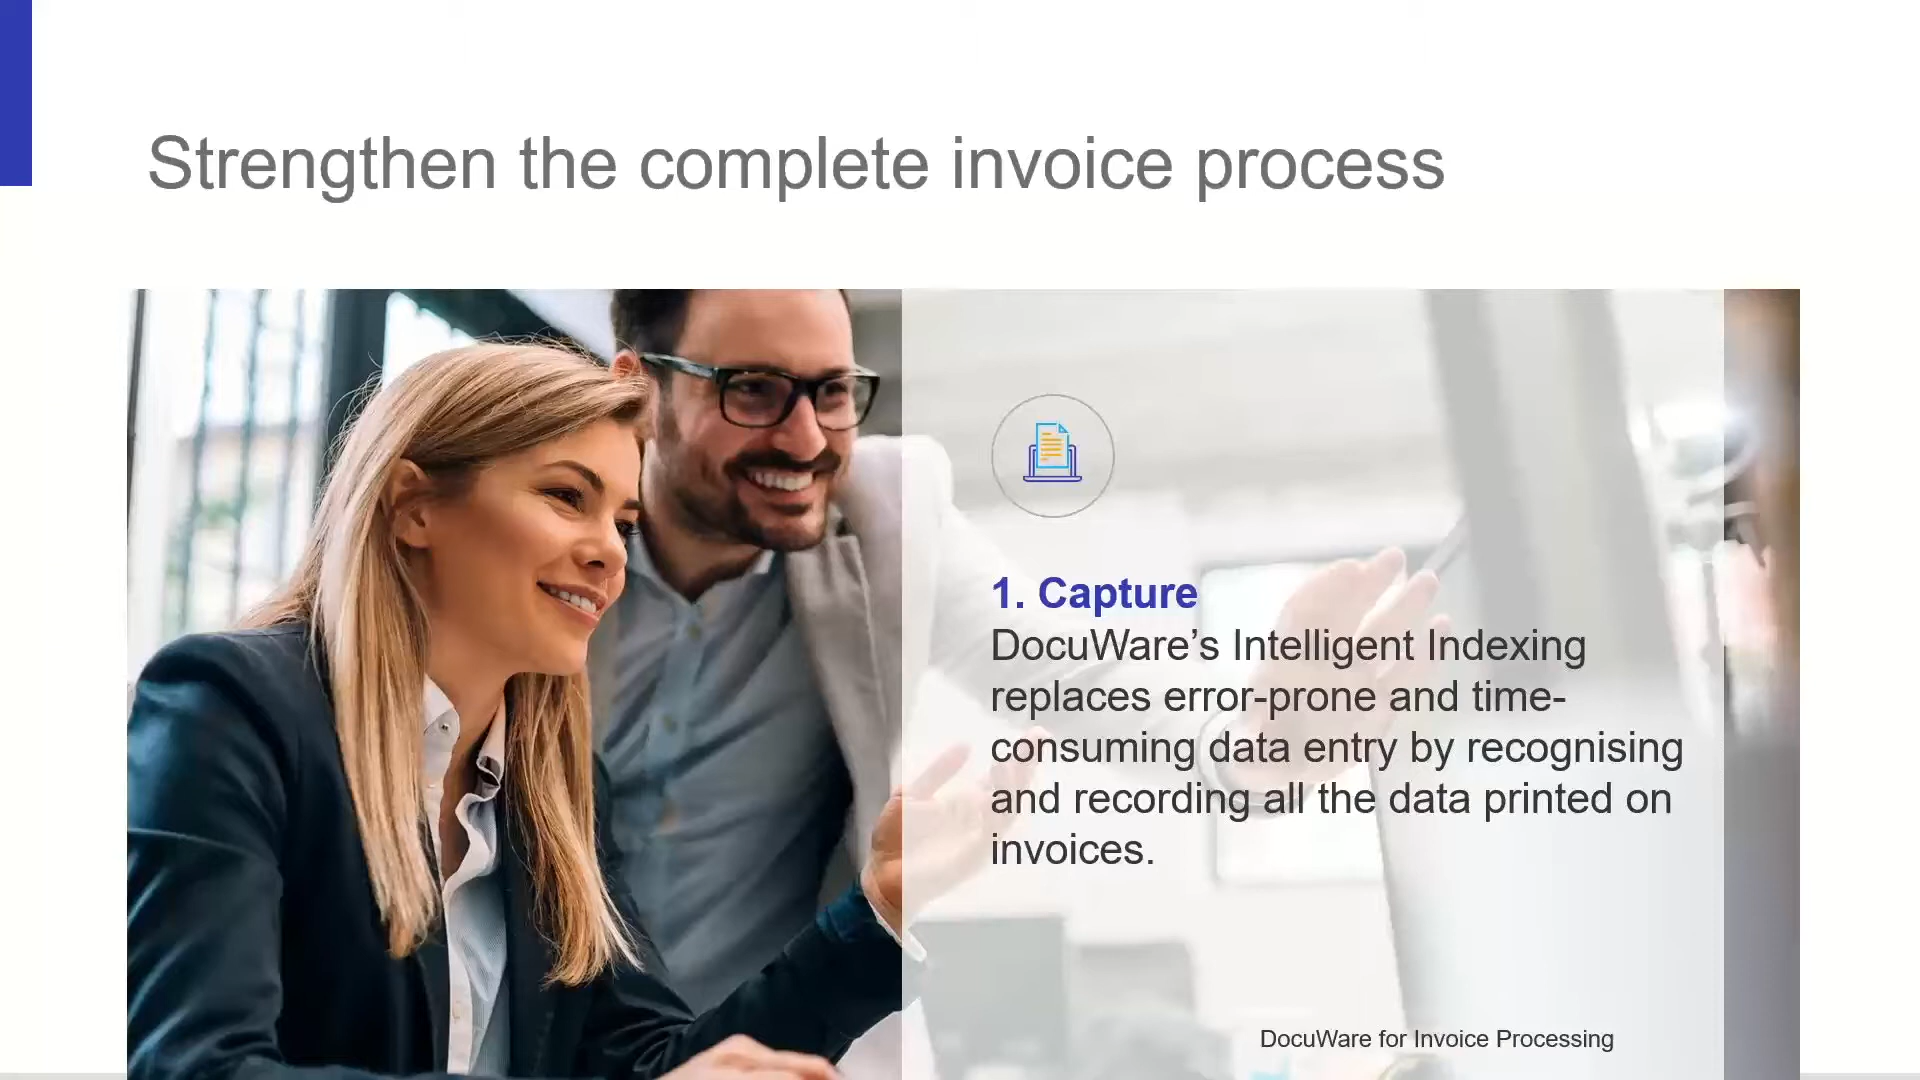 Strengthen the complete invoice process
1. Capture
DocuWare’s Intelligent Indexing
replaces error-prone and time-
consuming data entry by recognising
and recording all the data printed on
invoices.
DocuWare for Invoice Processing